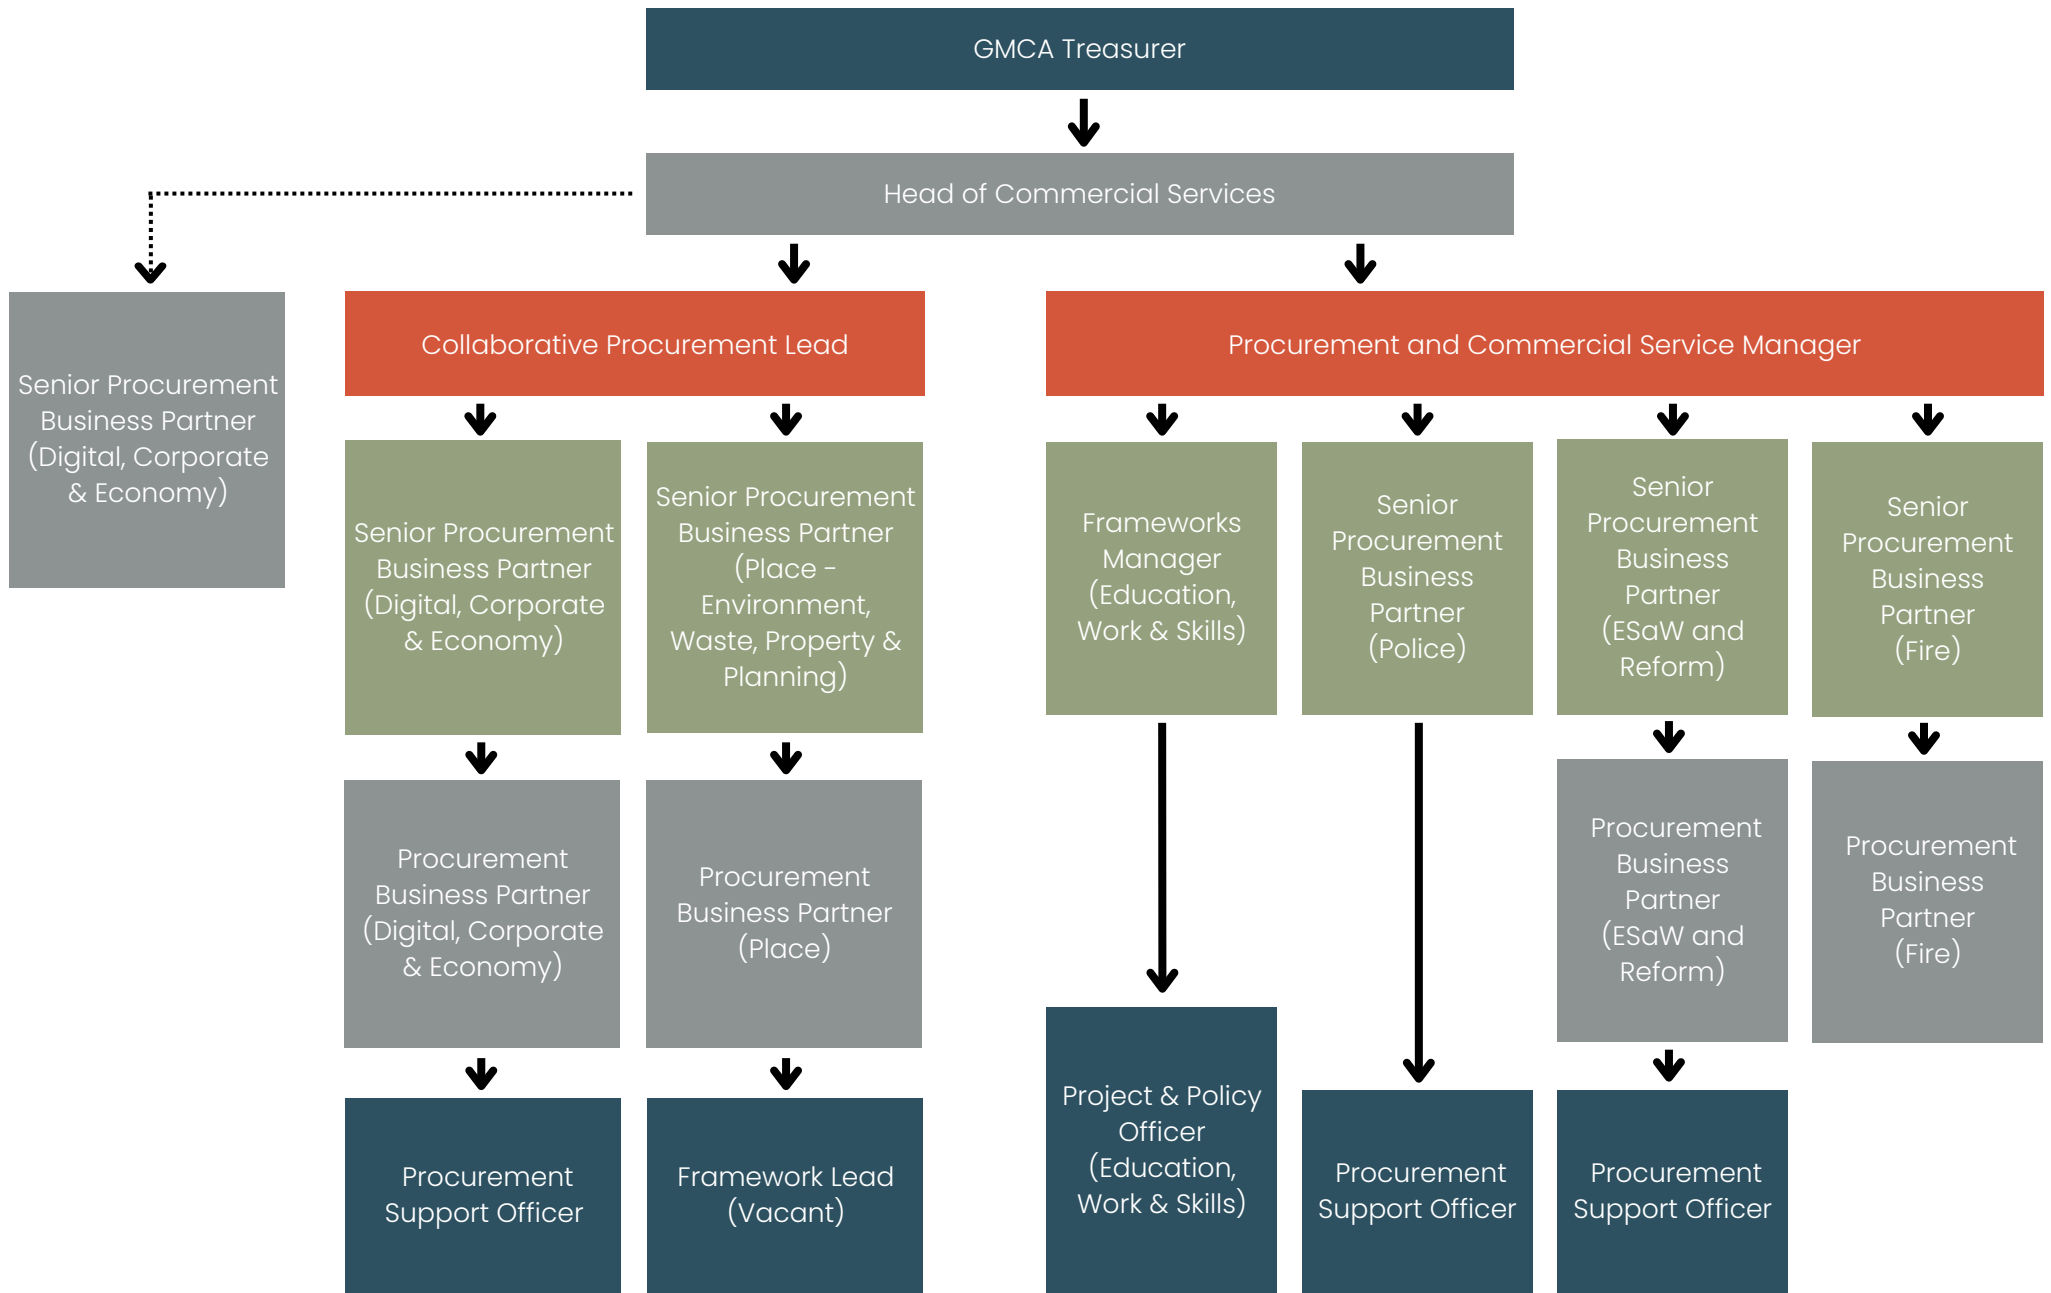 GMCA Treasurer
Head of Commercial Services
Senior Procurement
Business Partner
(Digital, Corporate
& Economy)
Collaborative Procurement Lead
Procurement and Commercial Service Manager
Senior Procurement
Business Partner
(Digital, Corporate
& Economy)
Senior Procurement
Business Partner
(Place -
Environment,
Waste, Property &
Planning)
Frameworks
Manager
(Education,
Work & Skills)
Senior
Procurement
Business
Partner
(Police)
Senior
Procurement
Business
Partner
(ESaW and
Reform)
Senior
Procurement
Business
Partner
(Fire)
Procurement
Business Partner
(Digital, Corporate
& Economy)
Procurement
Business Partner
(Place)
Procurement
Business
Partner
(ESaW and
Reform)
Procurement
Business
Partner
(Fire)
Procurement
Support Officer
Framework Lead
(Vacant)
Project & Policy
Officer
(Education,
Work & Skills)
Procurement
Support Officer
Procurement
Support Officer